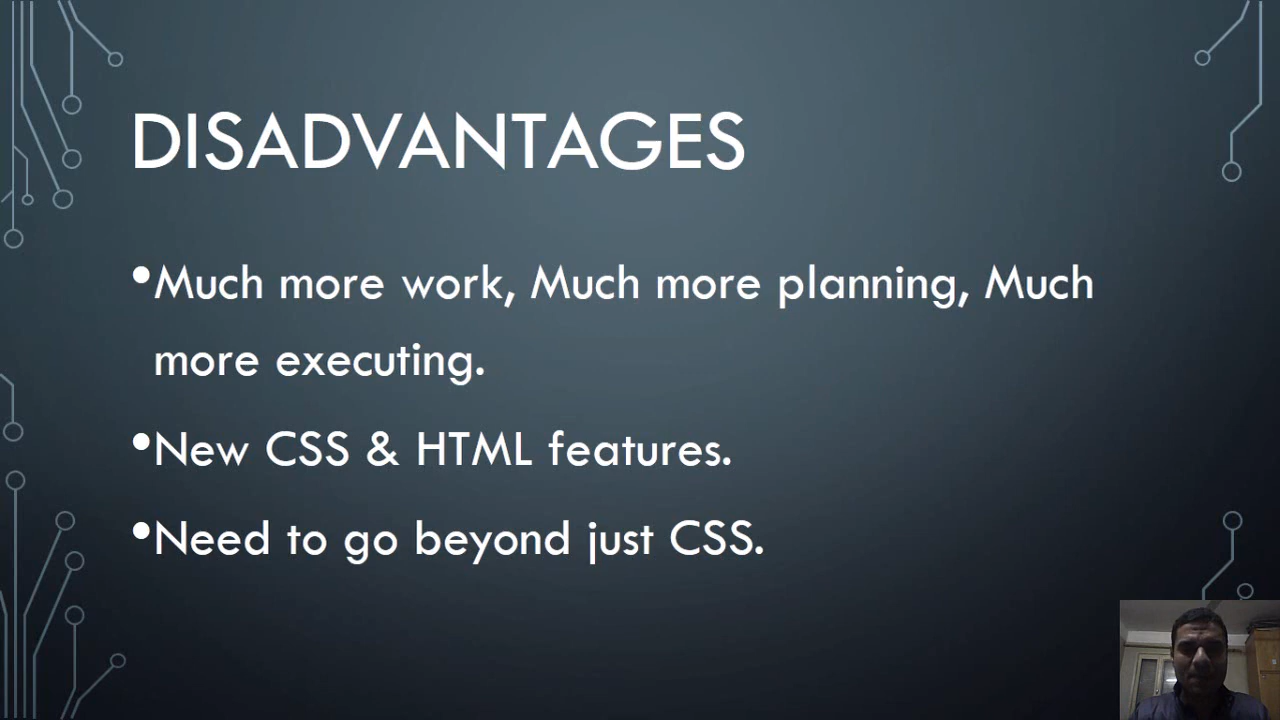 DISADVANTAGES
•Much more work, Much more planning, Much
more executing.
•New CSS & HTML features.
•Need to go beyond just CSS.